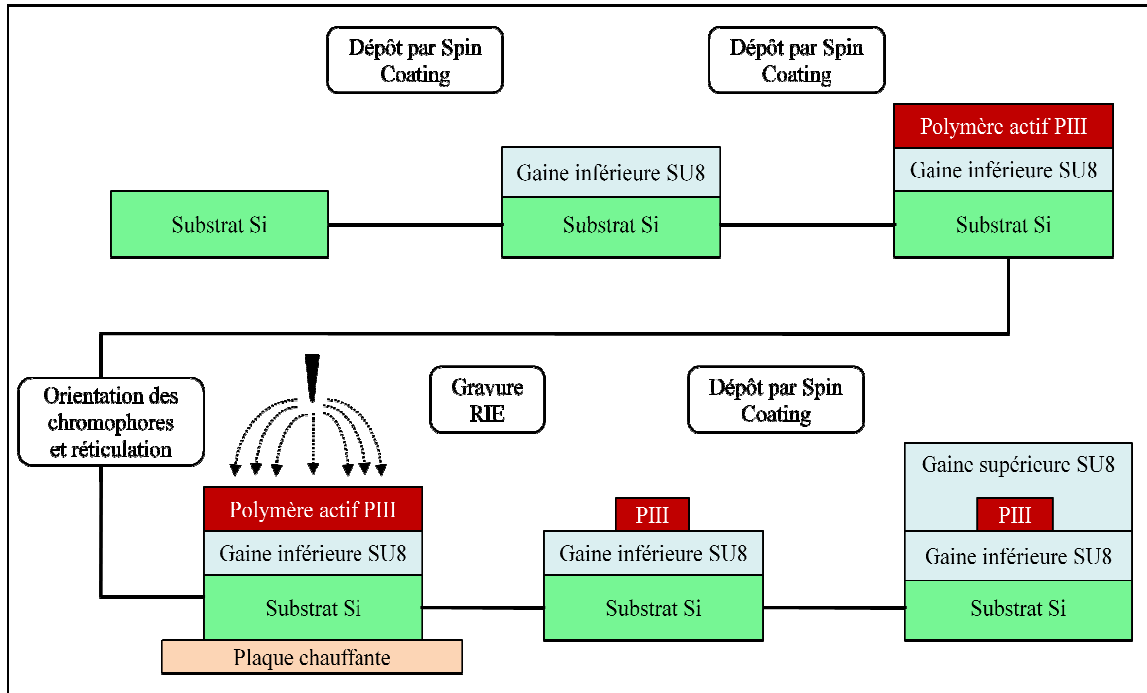 Dépôt par Spin
Coating
Dépôt par Spin
Coating
Substrat Si
Gaine inférieure SU8
Substrat Si
Polymère actif PIII
Gaine inférieure SU8
Substrat Si
Orientation des
chromophores
et réticulation
Gravure
RIE
Dépôt par Spin
Coating
Polymère actif PIII
Gaine inférieure SU8
Substrat Si
Plaque chauffante
PIII
Gaine inférieure SU8
Substrat Si
Gaine supérieure SU8
PIII
Gaine inférieure SU8
Substrat Si